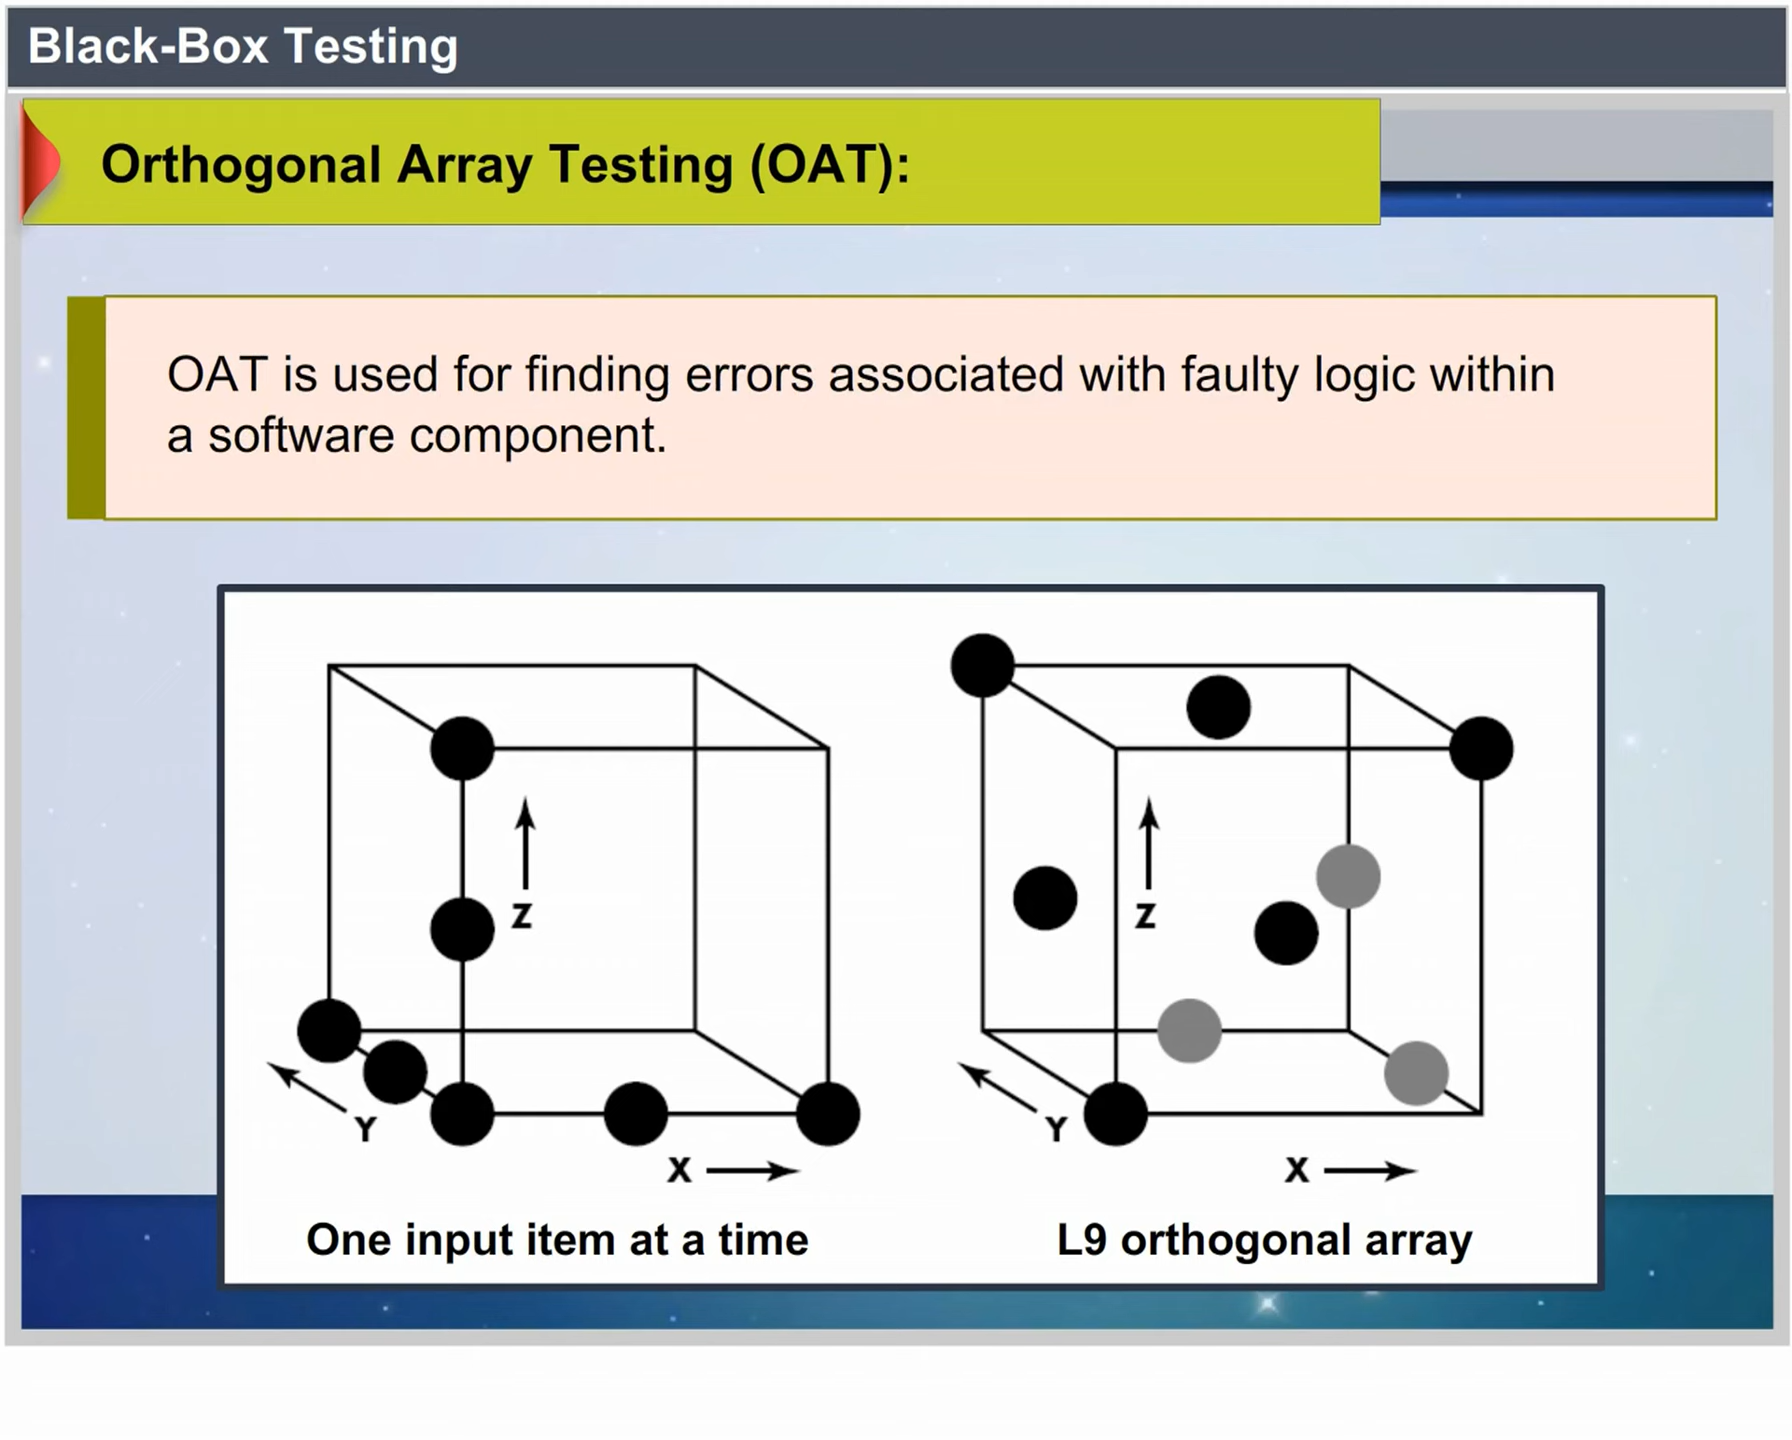 Black-Box Testing
Orthogonal Array Testing (OAT):
OAT is used for finding errors associated with faulty logic within
a software component.
Z
Z
Y
Y
X
X
One input item at a time
L9 orthogonal array